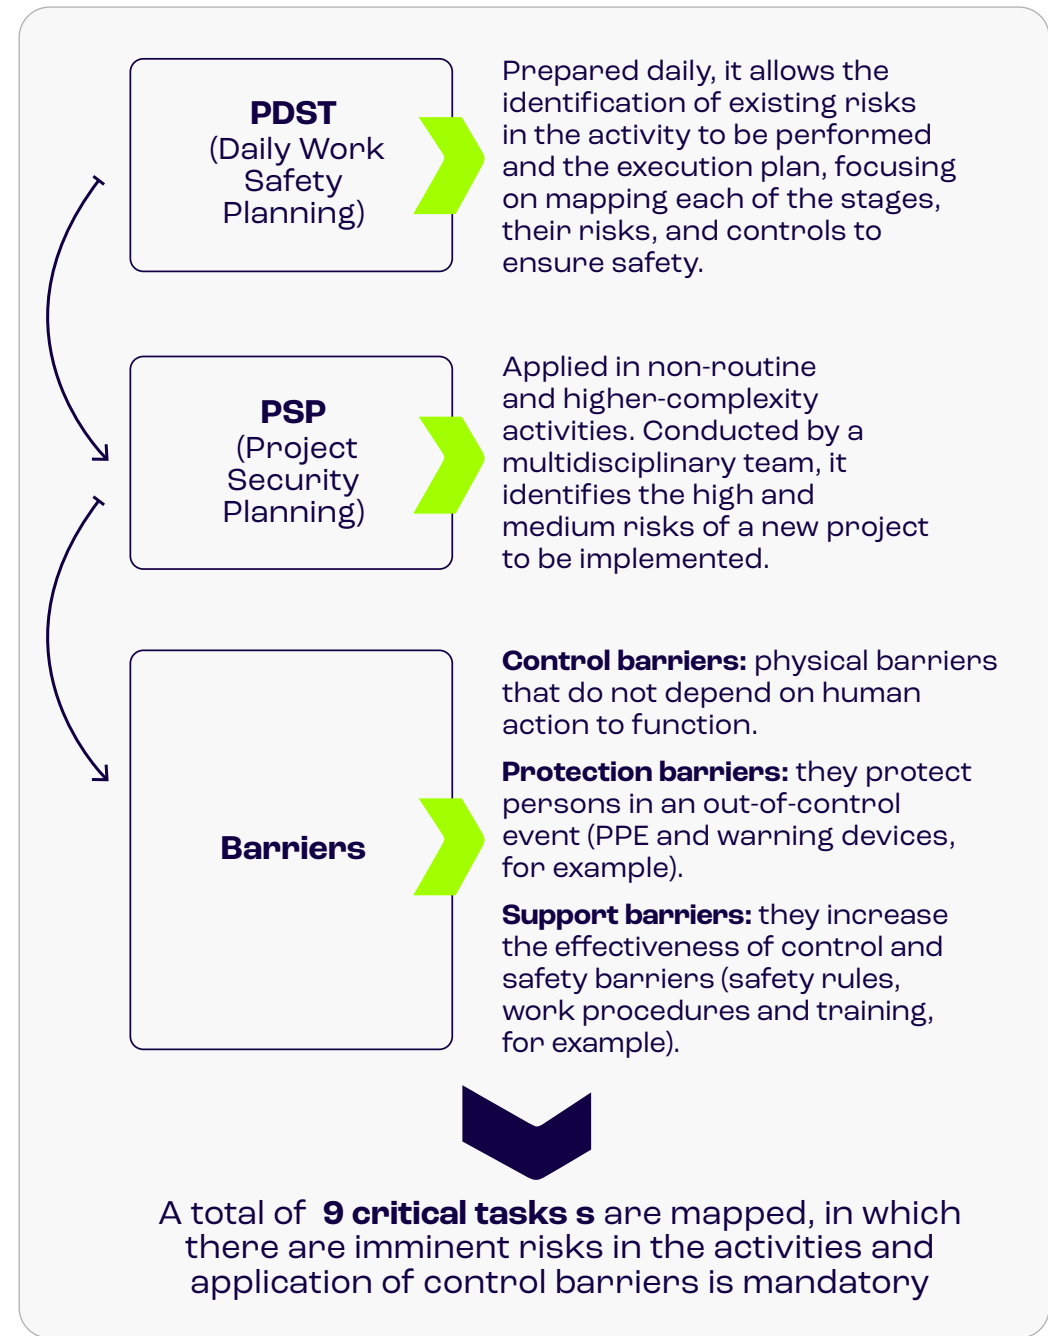 PDST
(Daily Work
Safety
Planning)
Prepared daily, it allows the
identification of existing risks
in the activity to be performed
and the execution plan, focusing
on mapping each of the stages,
their risks, and controls to
ensure safety.
PSP
(Project
Security
Planning)
Applied in non-routine
and higher-complexity
activities. Conducted by a
multidisciplinary team, it
identifies the high and
medium risks of a new project
to be implemented.
Barriers
Control barriers: physical barriers
that do not depend on human
action to function.
Protection barriers: they protect
persons in an out-of-control
event (PPE and warning devices,
for example).
Support barriers: they increase
the effectiveness of control and
safety barriers (safety rules,
work procedures and training,
for example).
A total of 9 critical tasks s are mapped, in which
there are imminent risks in the activities and
application of control barriers is mandatory